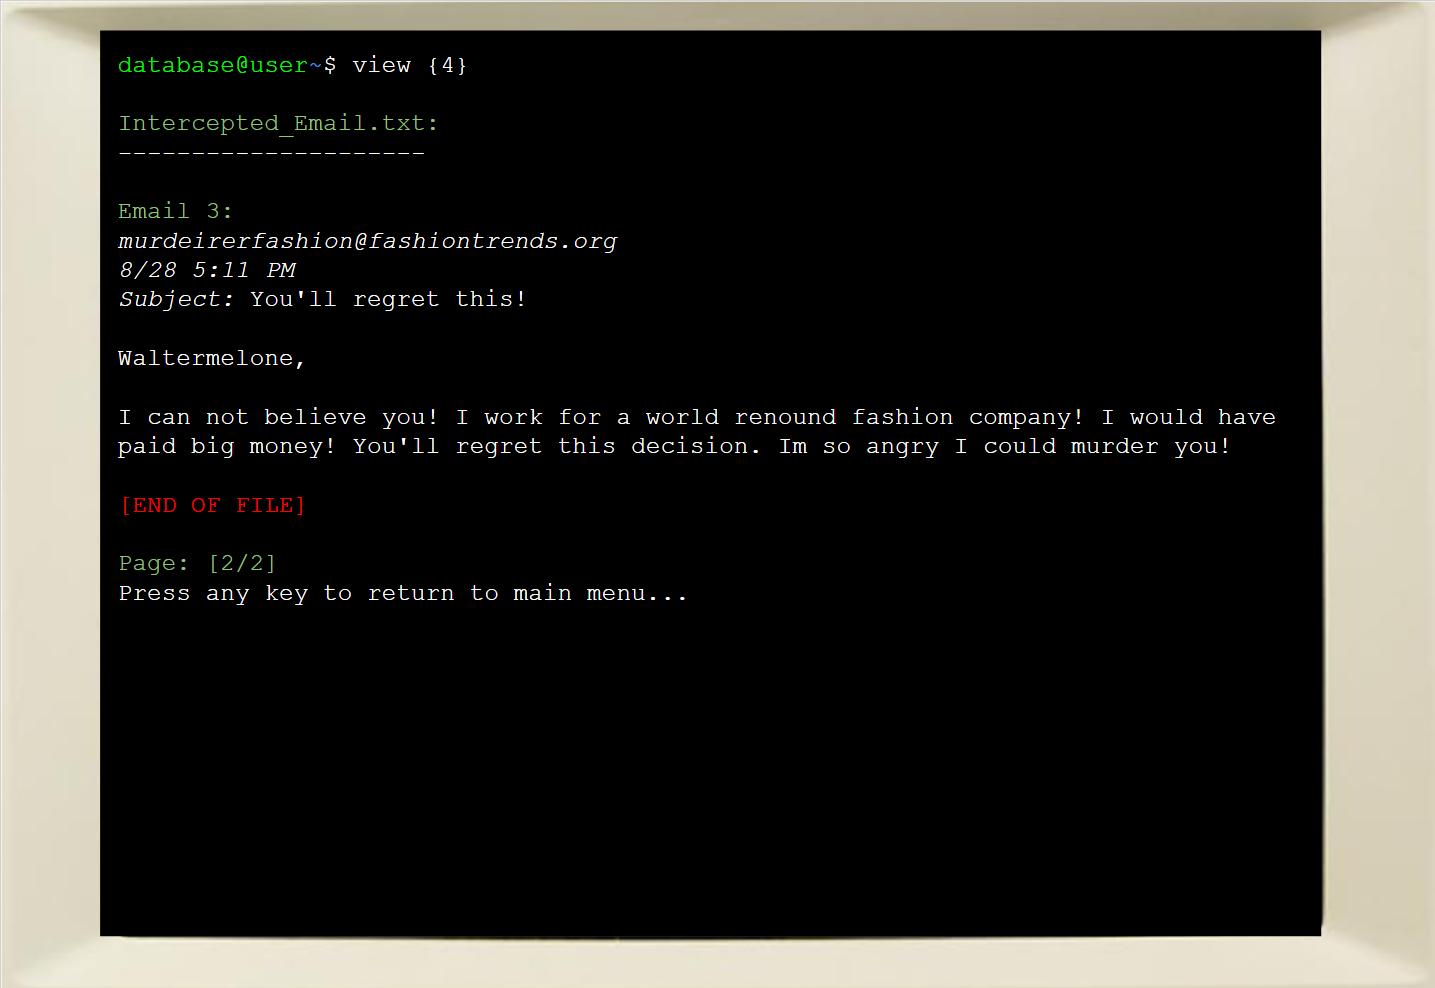 database@user~$ view {4}
Intercepted_Email.txt:
---------------------
Email 3:
murdeirerfashion@fashiontrends.org
8/28 5:11 PM
Subject: You'll regret this!
Waltermelone,
I can not believe you! I work for a world renound fashion company! I would have
paid big money! You'll regret this decision. Im so angry I could murder you!
[END OF FILE]
Page: [2/2]
Press any key to return to main menu...